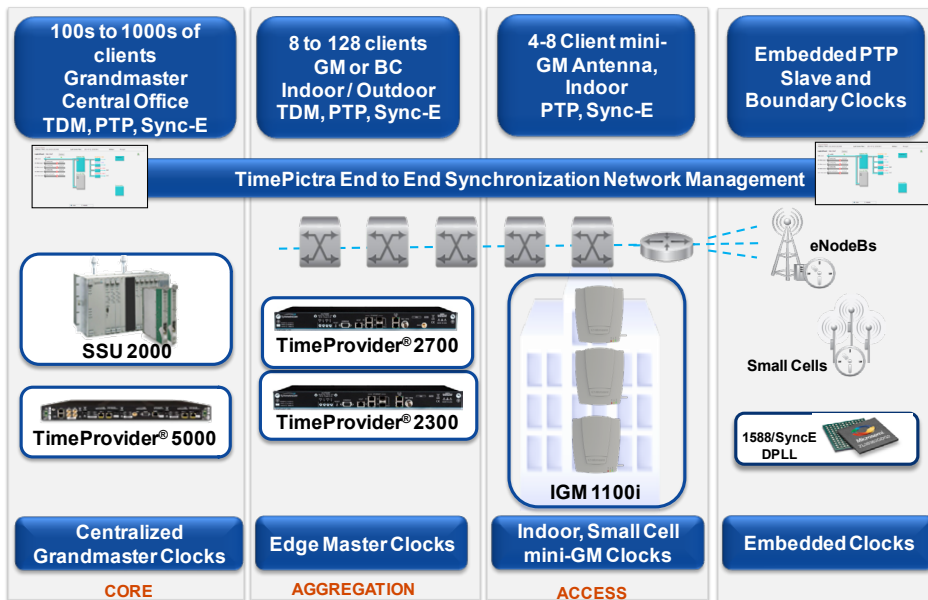 100s to 1000s of
clients
Grandmaster
Central Office
TDM, PTP, Sync-E
8 to 128 clients
GM or BC
Indoor / Outdoor
TDM, PTP, Sync-E
4-8 Client mini-
GM Antenna,
Indoor
PTP, Sync-E
Embedded PTP
Slave and
Boundary Clocks
TimePictra End to End Synchronization Network Management
eNodeBs
SSU 2000
TimeProvider® 2700
TimeProvider® 2300
TimeProvider® 5000
IGM 1100i
Small Cells
1588/SyncE
DPLL
Microsemi
Centralized
Grandmaster Clocks
Edge Master Clocks
Indoor, Small Cell
mini-GM Clocks
Embedded Clocks
CORE
AGGREGATION
ACCESS